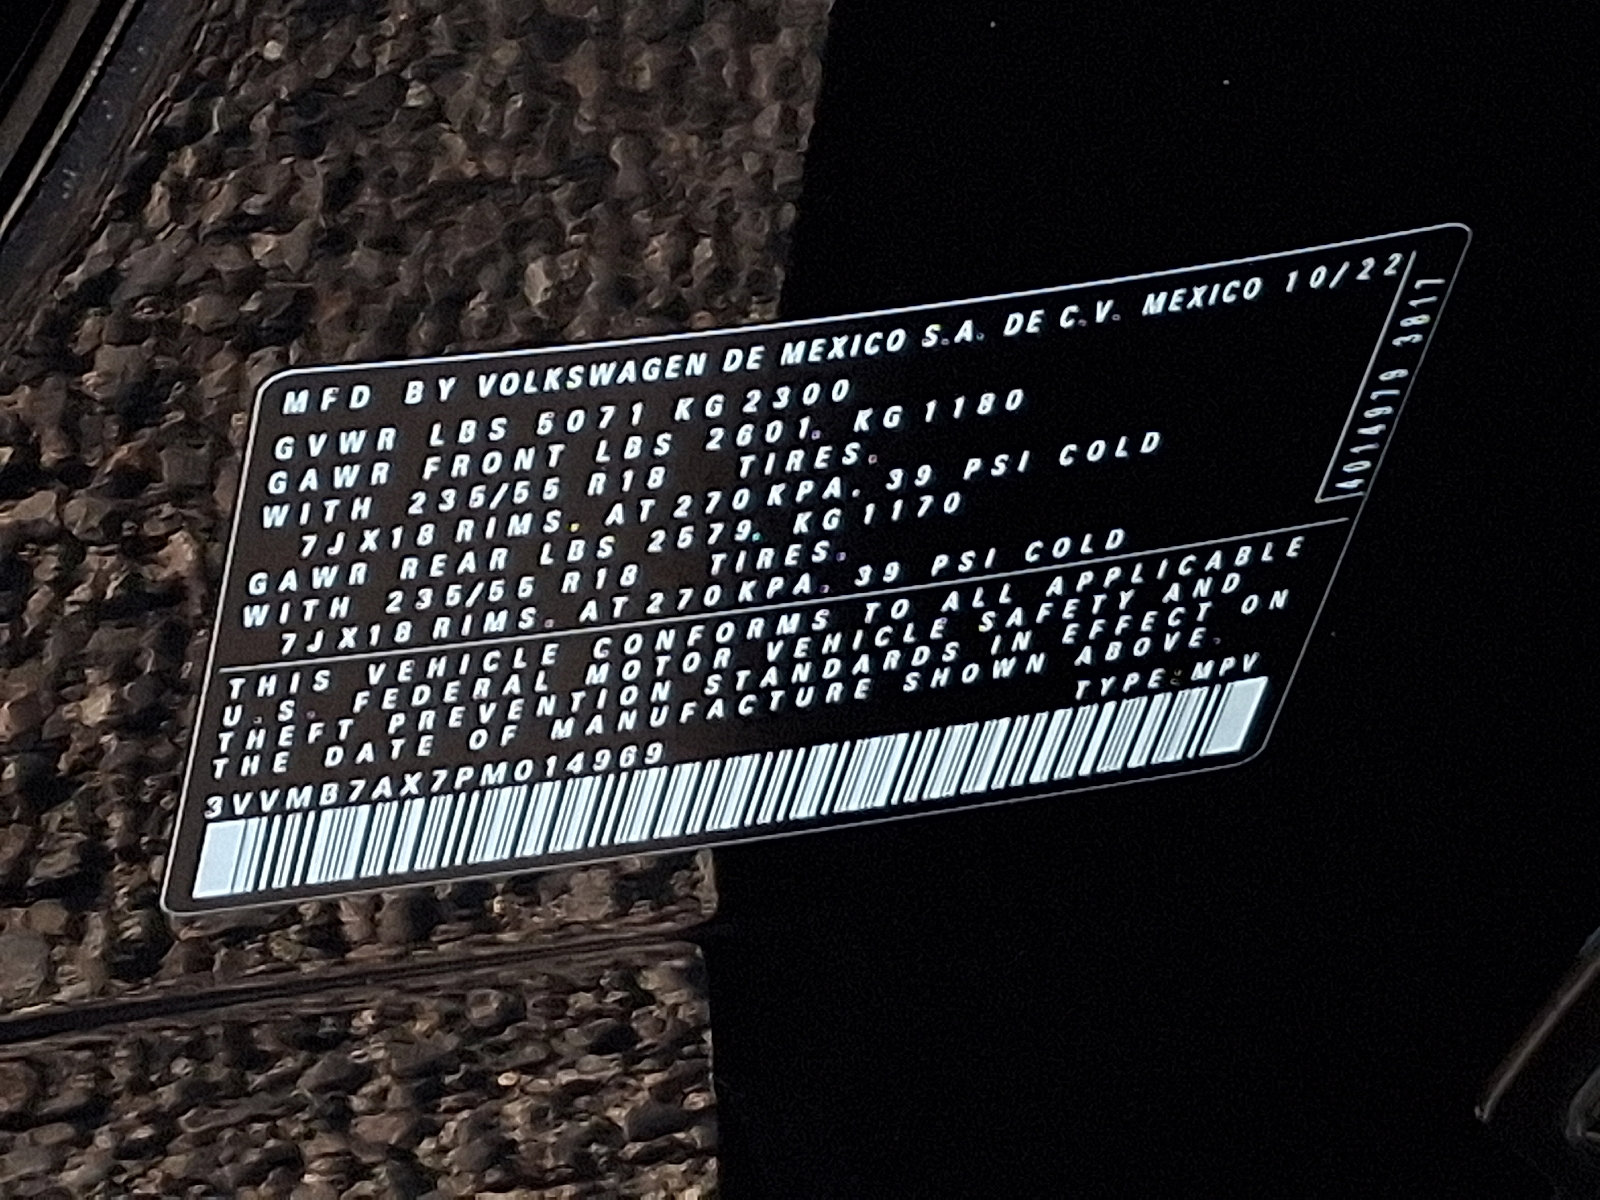 MFD BY VOLKSWAGEN DE MEXICO S.A. DE C.V. MEXICO 10/22
GVWR LBS 5071 KG 2300
GAWR FRONT LBS 2601. KG 1180
WITH 235/55 R18 TIRES.
7JX18 RIMS. AT 270 KPA. 39 PSI COLD
GAWR REAR LBS 2579. KG 1170
WITH 235/55 R18 TIRES.
7JX18 RIMS. AT 270 KPA. 39 PSI COLD
THIS VEHICLE CONFORMS TO ALL APPLICABLE
U.S. FEDERAL MOTOR VEHICLE SAFETY AND
THEFT PREVENTION STANDARDS IN EFFECT ON
THE DATE OF MANUFACTURE SHOWN ABOVE.
TYPE: MPV
3VVMB7AX7PM014969
4014979 3817